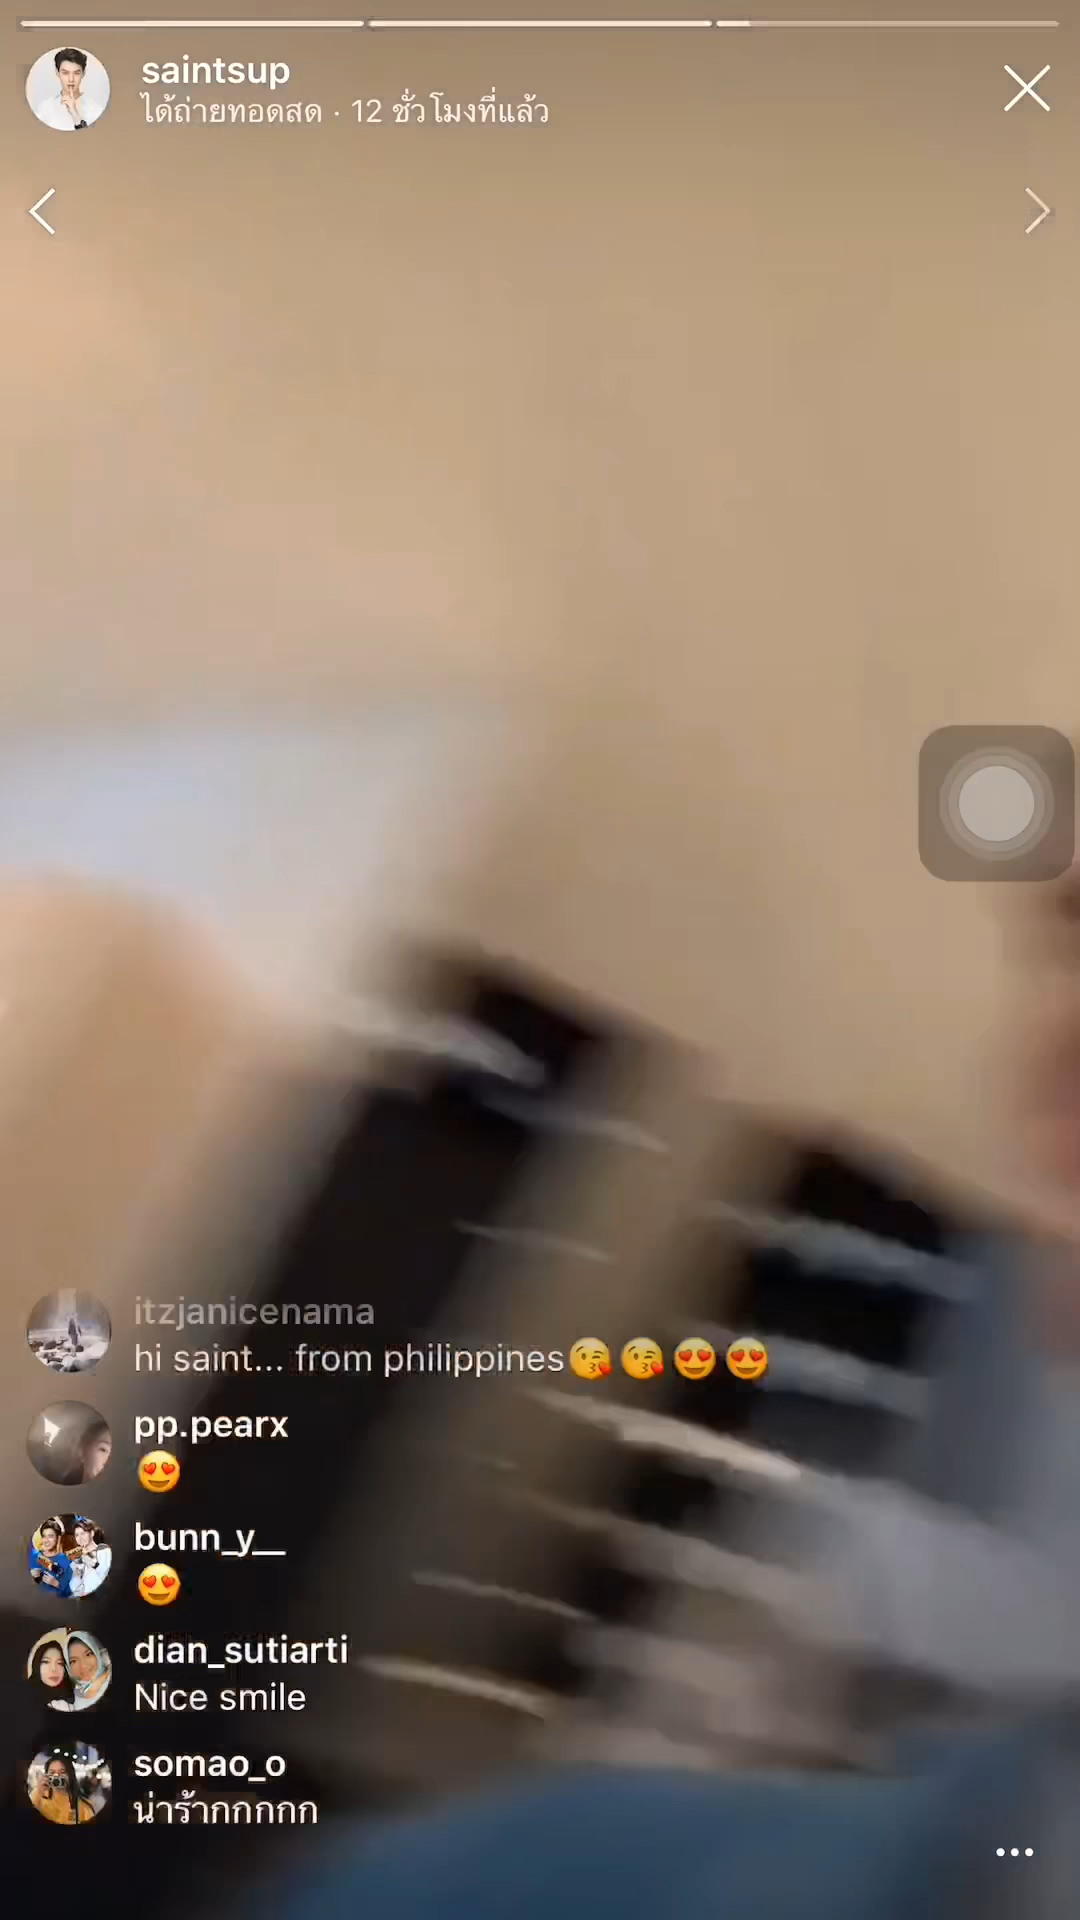 saintsup
ได้ถ่ายทอดสด · 12 ชั่วโมงที่แล้ว
itzjanicenama
hi saint... from philippines😘😘😍😍
pp.pearx
😍
bunn_y__
😍
dian_sutiarti
Nice smile
somao_o
น่าร้ากกกกก